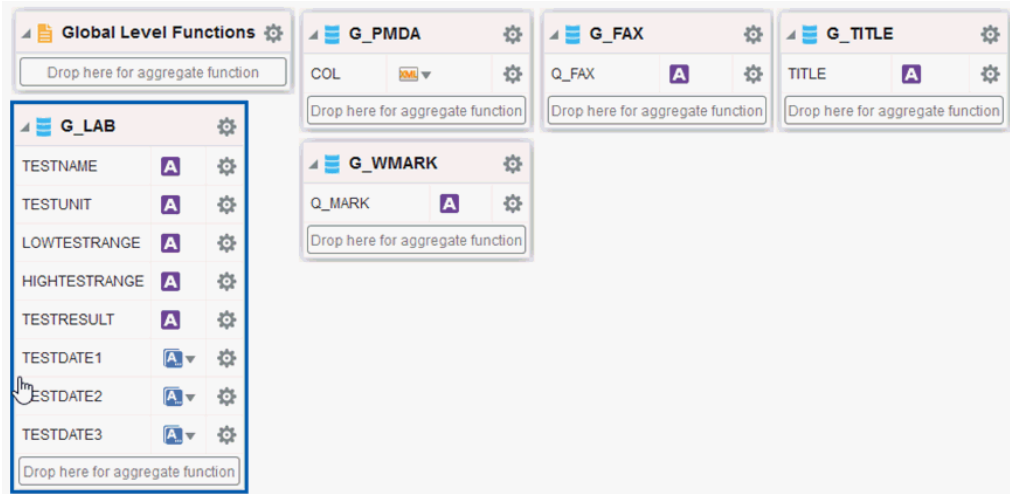 Global Level Functions
Drop here for aggregate function
G_LAB
TESTNAME A
TESTUNIT A
LOWTESTRANGE A
HIGHTESTRANGE A
TESTRESULT A
TESTDATE1 A
TESTDATE2 A
TESTDATE3 A
Drop here for aggregate function
G_PMDA
COL XML
Drop here for aggregate function
G_WMARK
Q_MARK A
Drop here for aggregate function
G_FAX
Q_FAX A
Drop here for aggregate function
G_TITLE
TITLE A
Drop here for aggregate function